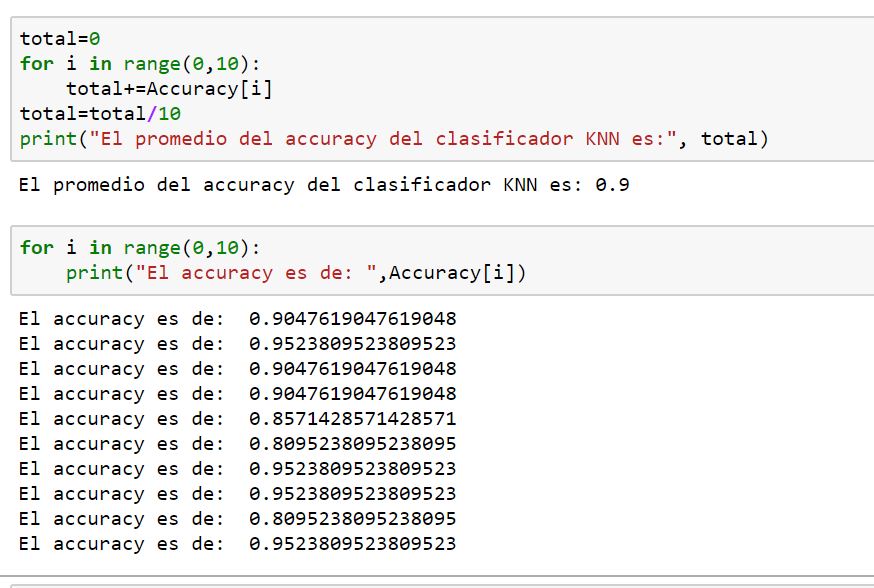 total=0
for i in range(0,10):
    total+=Accuracy[i]
total=total/10
print("El promedio del accuracy del clasificador KNN es:", total)
El promedio del accuracy del clasificador KNN es: 0.9
for i in range(0,10):
    print("El accuracy es de: ",Accuracy[i])
El accuracy es de:  0.9047619047619048
El accuracy es de:  0.9523809523809523
El accuracy es de:  0.9047619047619048
El accuracy es de:  0.9047619047619048
El accuracy es de:  0.8571428571428571
El accuracy es de:  0.8095238095238095
El accuracy es de:  0.9523809523809523
El accuracy es de:  0.9523809523809523
El accuracy es de:  0.8095238095238095
El accuracy es de:  0.9523809523809523